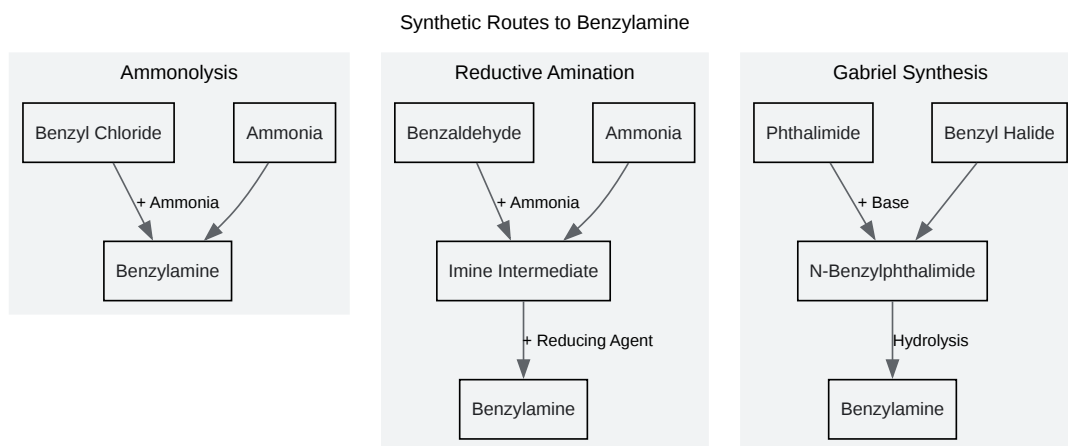 Synthetic Routes to Benzylamine
Ammonolysis
Benzyl Chloride
Ammonia
+ Ammonia
Benzylamine
Reductive Amination
Benzaldehyde
Ammonia
+ Ammonia
Imine Intermediate
+ Reducing Agent
Benzylamine
Gabriel Synthesis
Phthalimide
Benzyl Halide
+ Base
N-Benzylphthalimide
Hydrolysis
Benzylamine